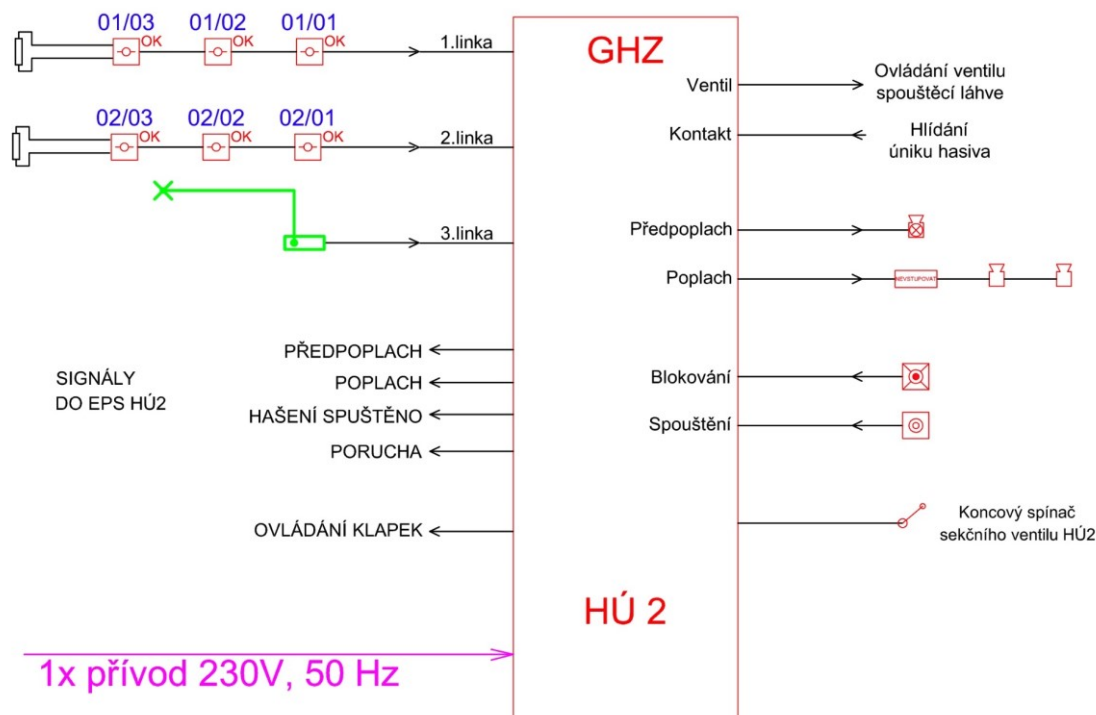 01/03 01/02 01/01
OK OK OK
1.linka
02/03 02/02 02/01
OK OK OK
2.linka
3.linka
SIGNÁLY
DO EPS HÚ2
PŘEDPOPLACH
POPLACH
HAŠENÍ SPUŠTĚNO
PORUCHA
OVLÁDÁNÍ KLAPEK
1x přívod 230V, 50 Hz
GHZ
HÚ 2
Ventil
Ovládání ventilu
spouštěcí láhve
Kontakt
Hlídání
úniku hasiva
Předpoplach
Poplach
NEVSTUPOVAT
Blokování
Spouštění
Koncový spínač
sekčního ventilu HÚ2